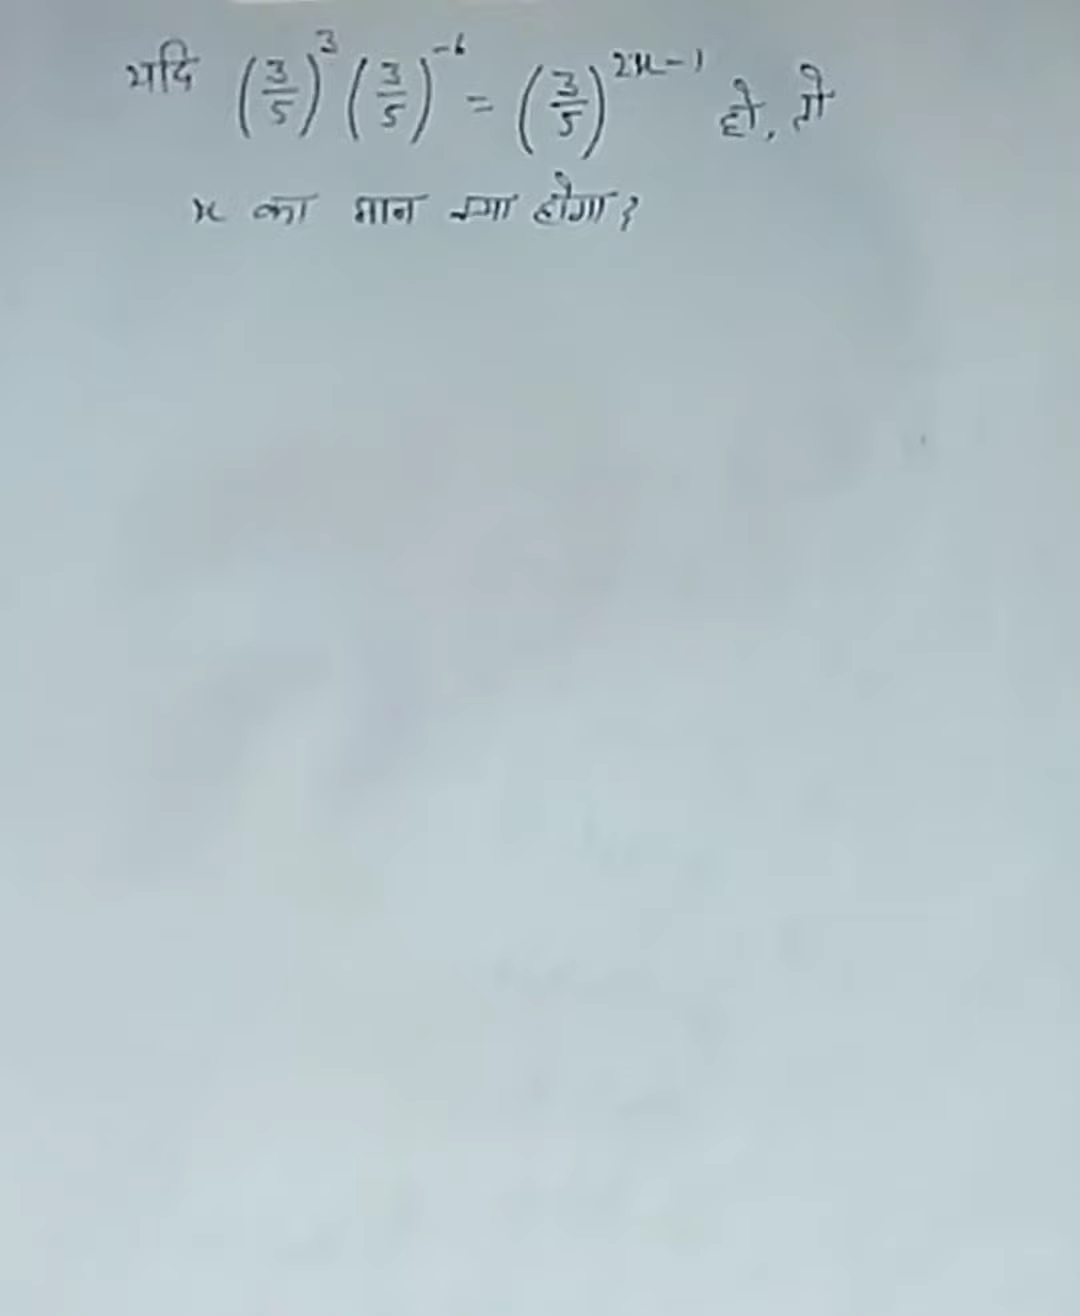 यदि (3/5)^3 (3/5)^-6 = (3/5)^2x-1 हो, तो
x का मान क्या होगा?